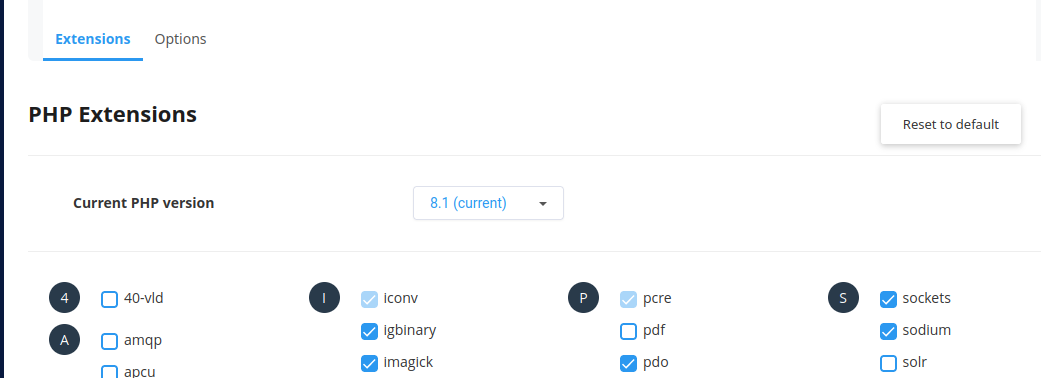 Extensions Options
PHP Extensions
Reset to default
Current PHP version 8.1 (current)
4 40-vld I iconv P pcre S sockets
igbinary pdf sodium
A amqp
imagick pdo solr
apcu